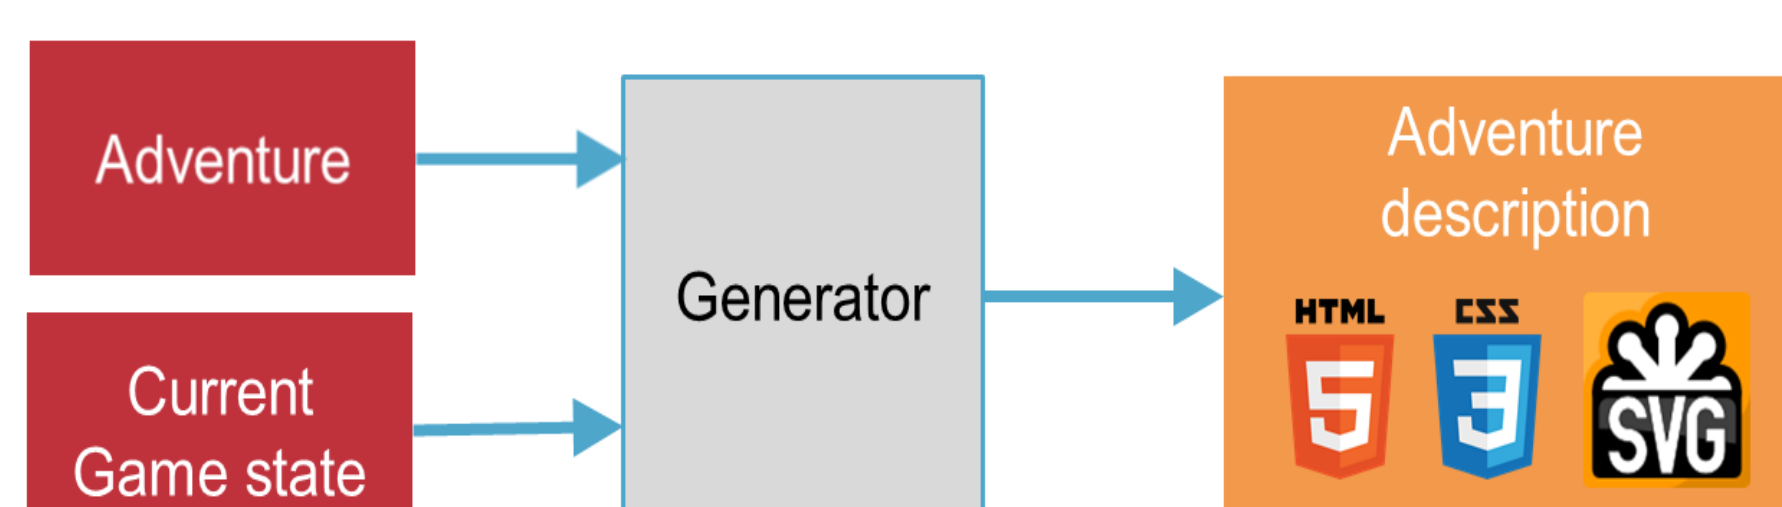 Adventure
Current
Game state
Generator
Adventure
description
HTML
5
CSS
3
SVG